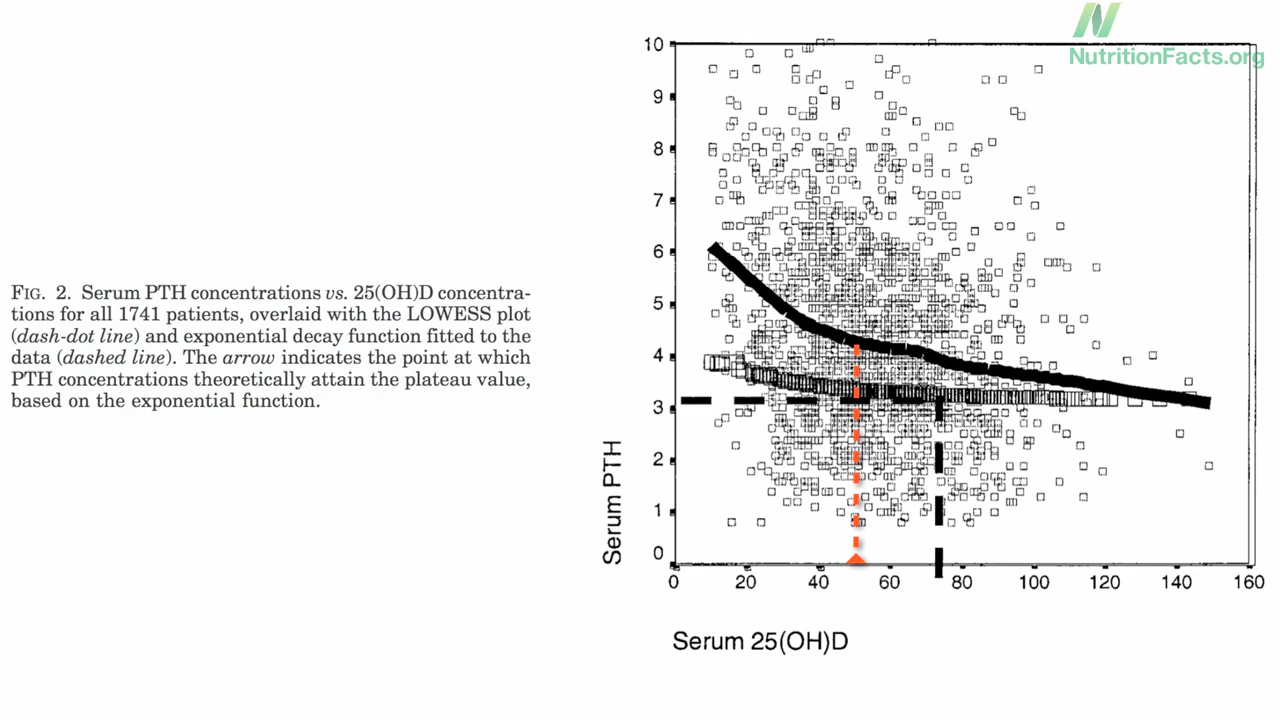 NutritionFacts.org
FIG. 2. Serum PTH concentrations vs. 25(OH)D concentra-
tions for all 1741 patients, overlaid with the LOWESS plot
(dash-dot line) and exponential decay function fitted to the
data (dashed line). The arrow indicates the point at which
PTH concentrations theoretically attain the plateau value,
based on the exponential function.
10
9
8
7
6
5
4
3
2
1
0
Serum PTH
0 20 40 60 80 100 120 140 160
Serum 25(OH)D